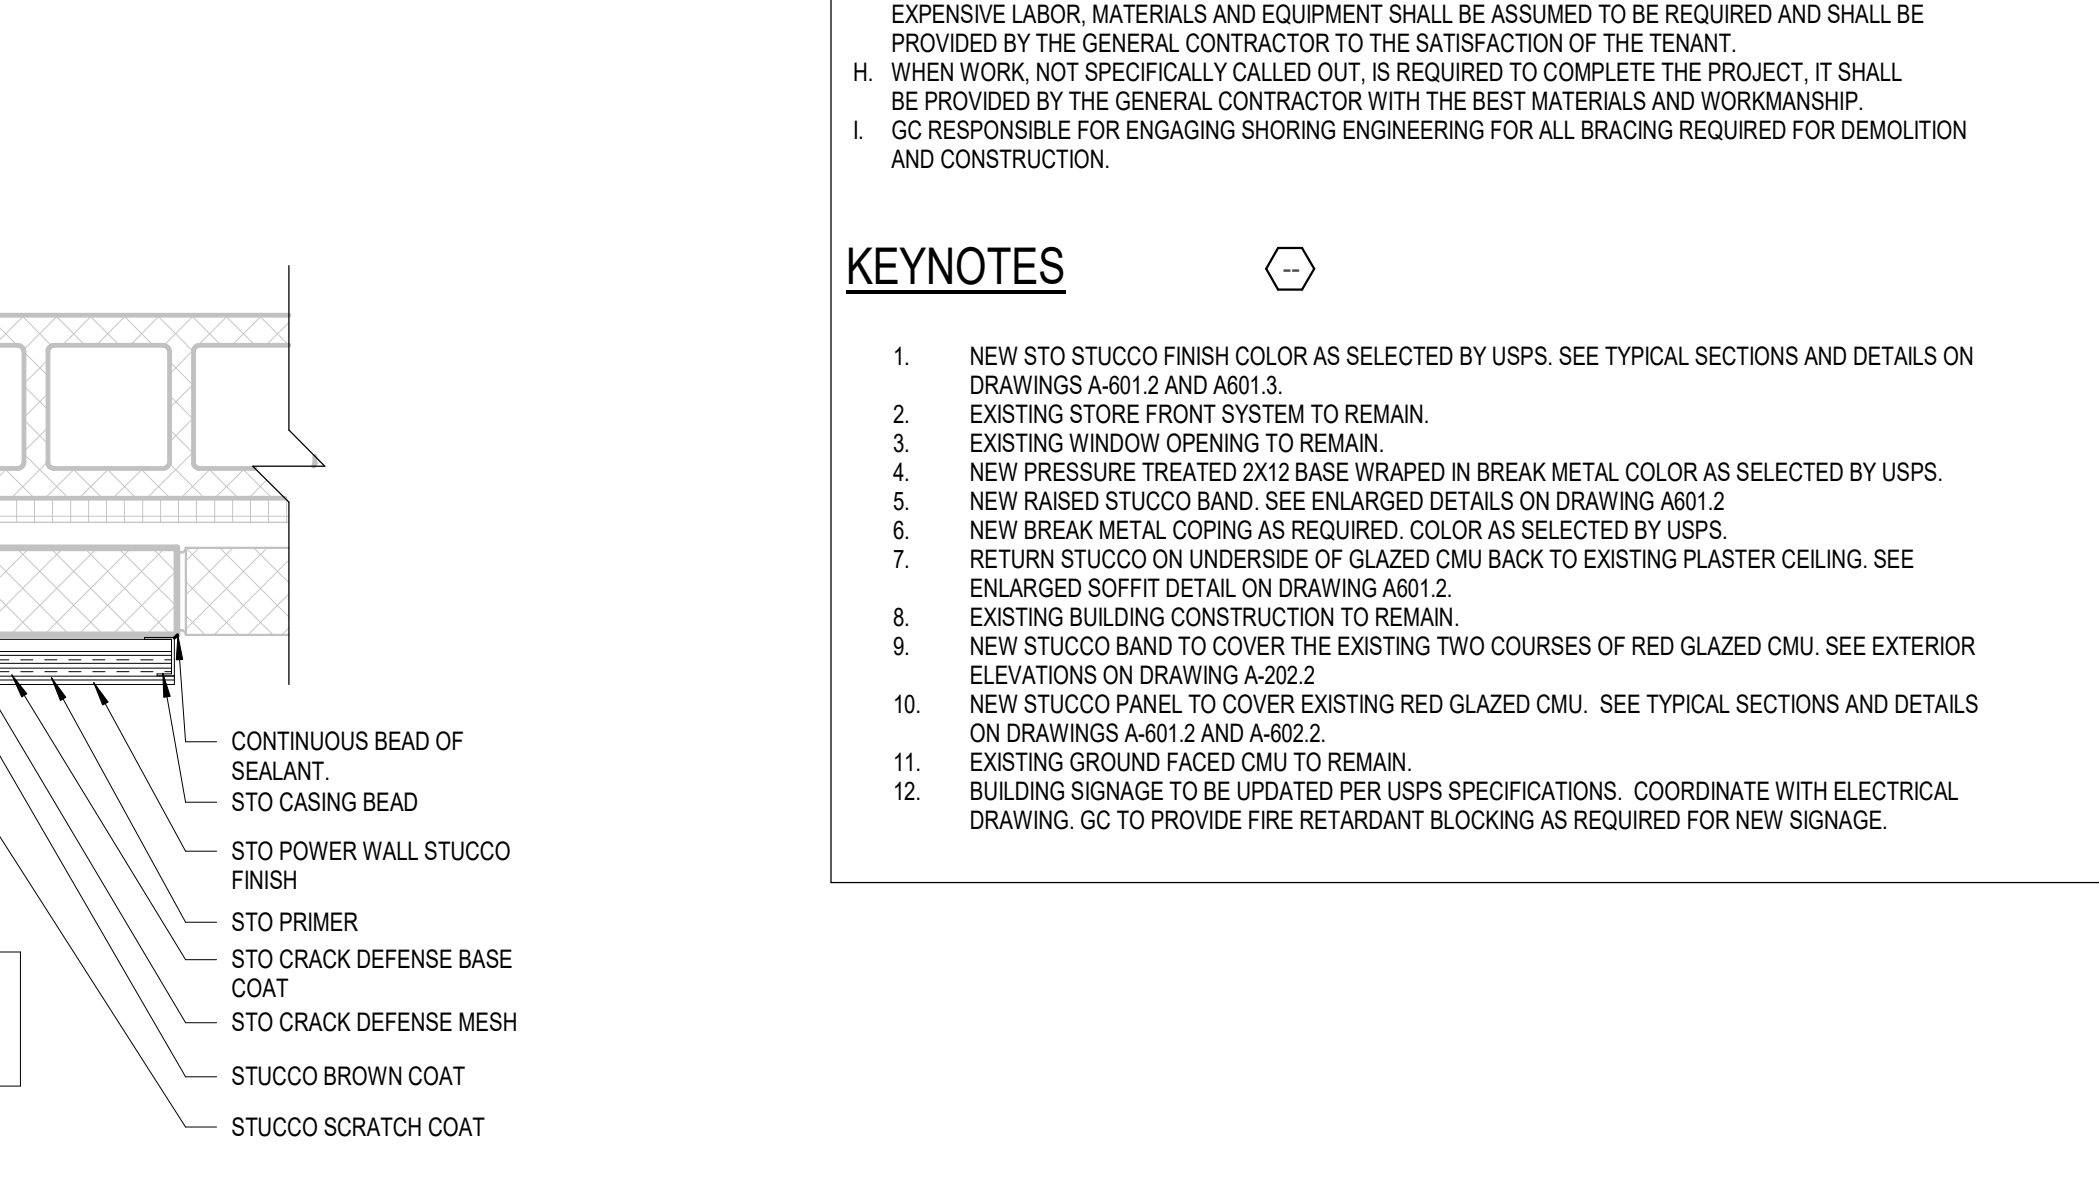 EXPENSIVE LABOR, MATERIALS AND EQUIPMENT SHALL BE ASSUMED TO BE REQUIRED AND SHALL BE
PROVIDED BY THE GENERAL CONTRACTOR TO THE SATISFACTION OF THE TENANT.
H. WHEN WORK, NOT SPECIFICALLY CALLED OUT, IS REQUIRED TO COMPLETE THE PROJECT, IT SHALL
BE PROVIDED BY THE GENERAL CONTRACTOR WITH THE BEST MATERIALS AND WORKMANSHIP.
I. GC RESPONSIBLE FOR ENGAGING SHORING ENGINEERING FOR ALL BRACING REQUIRED FOR DEMOLITION
AND CONSTRUCTION.
KEYNOTES --
1. NEW STO STUCCO FINISH COLOR AS SELECTED BY USPS. SEE TYPICAL SECTIONS AND DETAILS ON
DRAWINGS A-601.2 AND A601.3.
2. EXISTING STORE FRONT SYSTEM TO REMAIN.
3. EXISTING WINDOW OPENING TO REMAIN.
4. NEW PRESSURE TREATED 2X12 BASE WRAPED IN BREAK METAL COLOR AS SELECTED BY USPS.
5. NEW RAISED STUCCO BAND. SEE ENLARGED DETAILS ON DRAWING A601.2
6. NEW BREAK METAL COPING AS REQUIRED. COLOR AS SELECTED BY USPS.
7. RETURN STUCCO ON UNDERSIDE OF GLAZED CMU BACK TO EXISTING PLASTER CEILING. SEE
ENLARGED SOFFIT DETAIL ON DRAWING A601.2.
8. EXISTING BUILDING CONSTRUCTION TO REMAIN.
9. NEW STUCCO BAND TO COVER THE EXISTING TWO COURSES OF RED GLAZED CMU. SEE EXTERIOR
ELEVATIONS ON DRAWING A-202.2
10. NEW STUCCO PANEL TO COVER EXISTING RED GLAZED CMU. SEE TYPICAL SECTIONS AND DETAILS
ON DRAWINGS A-601.2 AND A-602.2.
11. EXISTING GROUND FACED CMU TO REMAIN.
12. BUILDING SIGNAGE TO BE UPDATED PER USPS SPECIFICATIONS. COORDINATE WITH ELECTRICAL
DRAWING. GC TO PROVIDE FIRE RETARDANT BLOCKING AS REQUIRED FOR NEW SIGNAGE.
CONTINUOUS BEAD OF
SEALANT.
STO CASING BEAD
STO POWER WALL STUCCO
FINISH
STO PRIMER
STO CRACK DEFENSE BASE
COAT
STO CRACK DEFENSE MESH
STUCCO BROWN COAT
STUCCO SCRATCH COAT